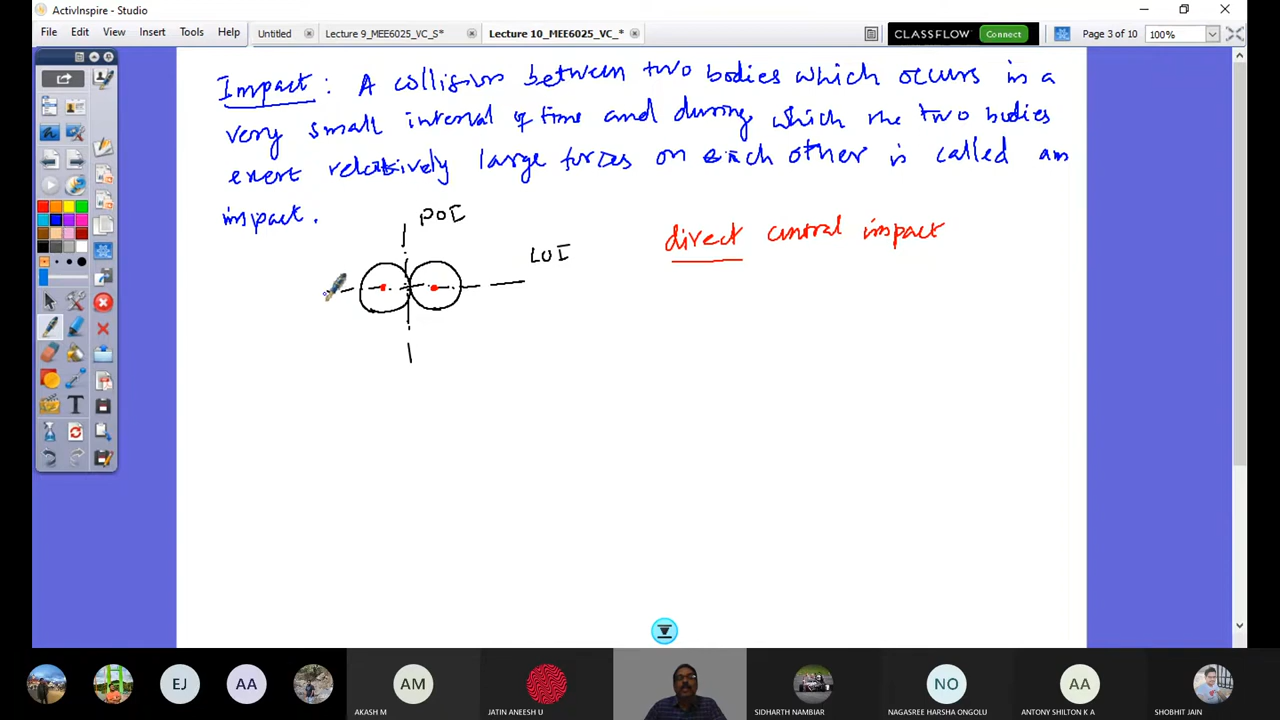 ActivInspire - Studio
File Edit View Insert Tools Help
Untitled
Lecture 9_MEE6025_VC_S*
Lecture 10_MEE6025_VC_*
CLASSFLOW
Connect
Page 3 of 10
100%
Impact : A collision between two bodies which occurs in a
very small interval of time and during which the two bodies
exert relatively large forces on each other is called an
impact.
POI
LOI
direct central impact
T
EJ
AA
AM
AKASH M
JATIN ANEESH U
SIDHARTH NAMBIAR
NO
NAGASREE HARSHA ONGOLU
AA
ANTONY SHILTON K A
SHOBHIT JAIN